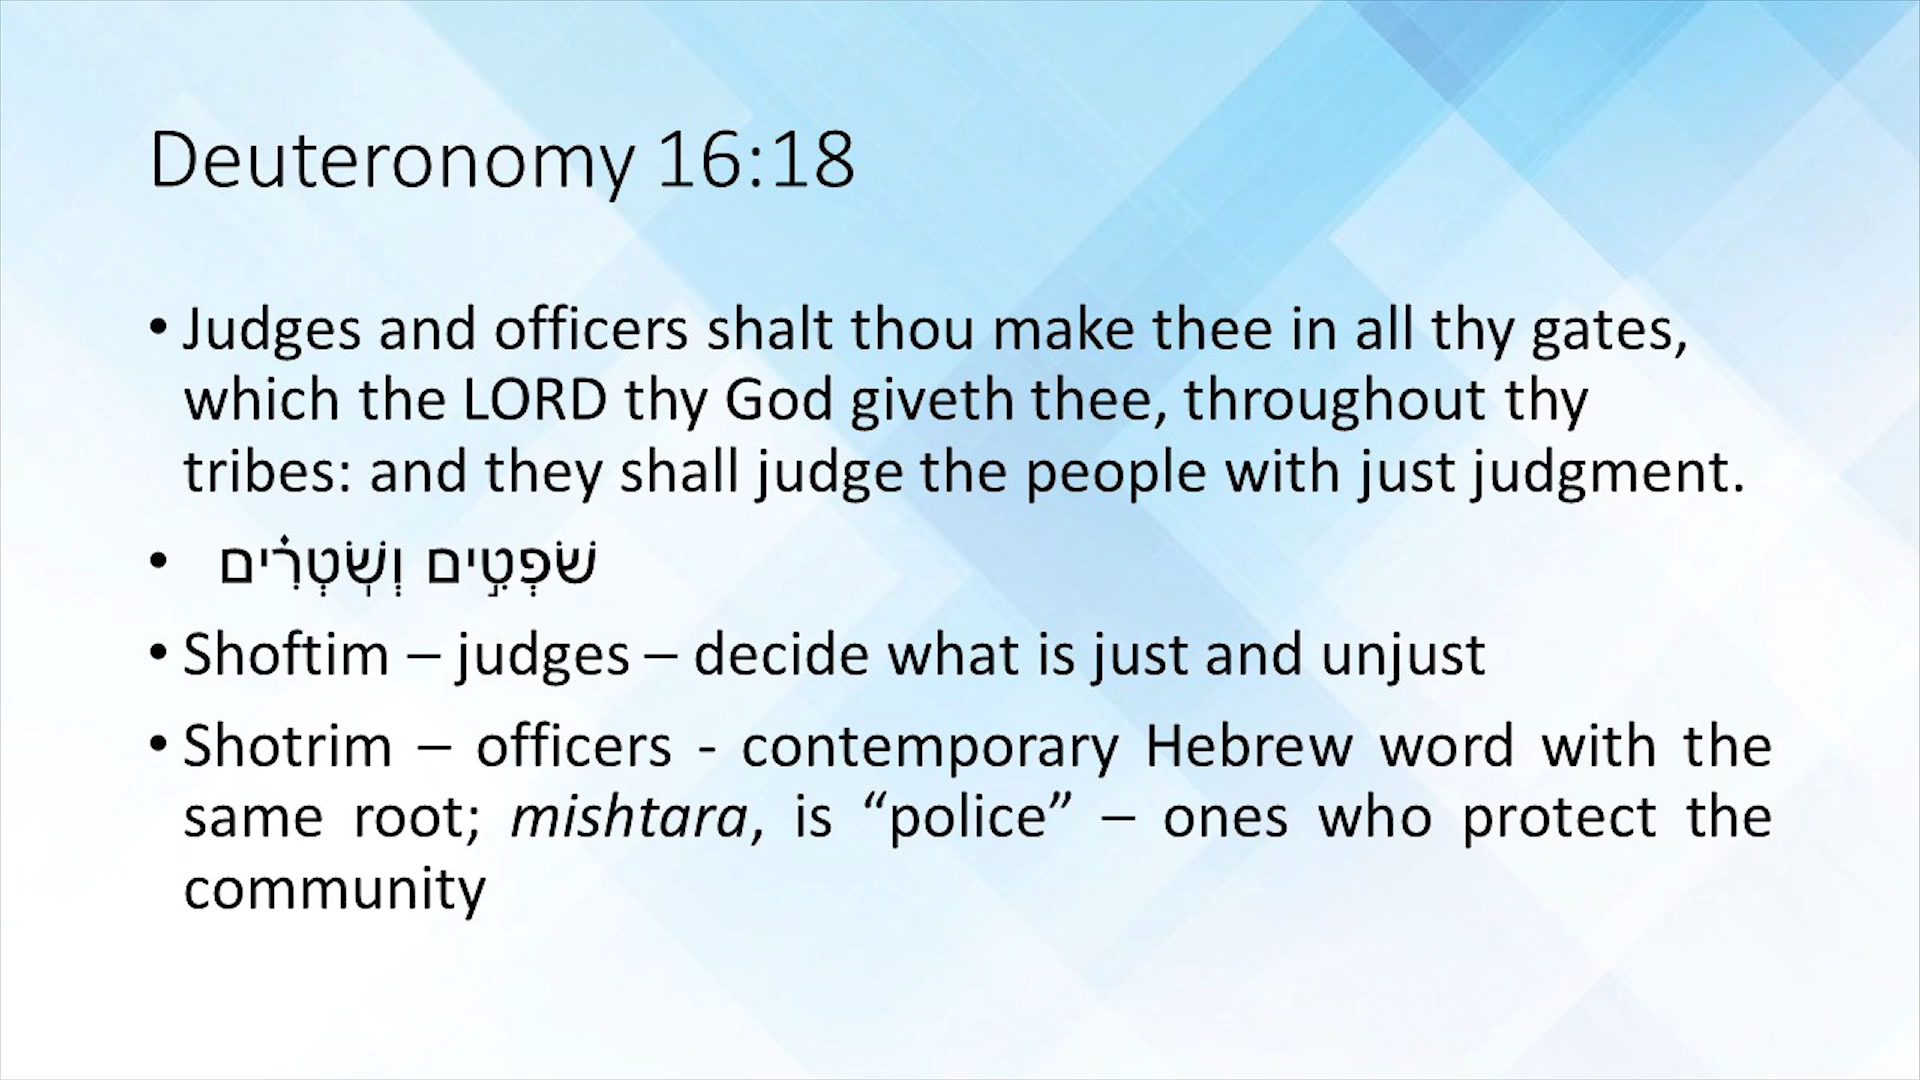 Deuteronomy 16:18
• Judges and officers shalt thou make thee in all thy gates,
which the LORD thy God giveth thee, throughout thy
tribes: and they shall judge the people with just judgment.
• שֹׁפְטִ֣ים וְשֹֽׁטְרִ֗ים
• Shoftim – judges – decide what is just and unjust
• Shotrim – officers - contemporary Hebrew word with the
same root; mishtara, is “police” – ones who protect the
community